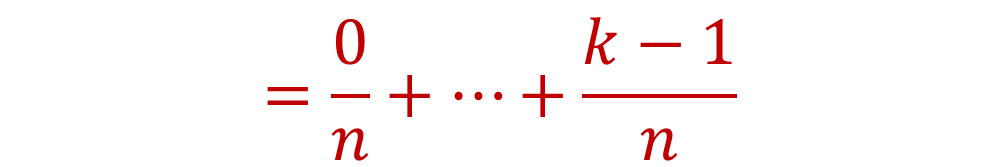 = 0/n + ⋯ + (k − 1)/n